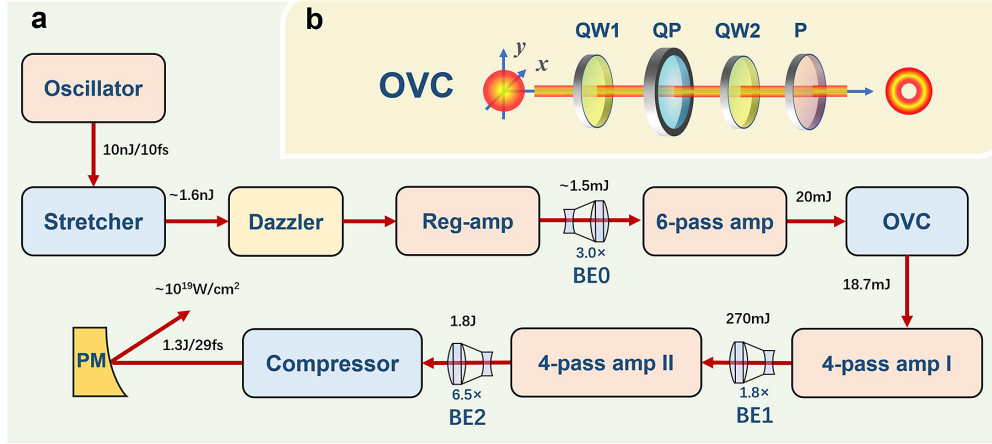 a
b
OVC
y
x
QW1
QP
QW2
P
Oscillator
10nJ/10fs
Stretcher
~1.6nJ
Dazzler
Reg-amp
~1.5mJ
3.0×
BE0
6-pass amp
20mJ
OVC
18.7mJ
4-pass amp I
270mJ
1.8×
BE1
4-pass amp II
1.8J
6.5×
BE2
Compressor
1.3J/29fs
~10¹⁹W/cm²
PM